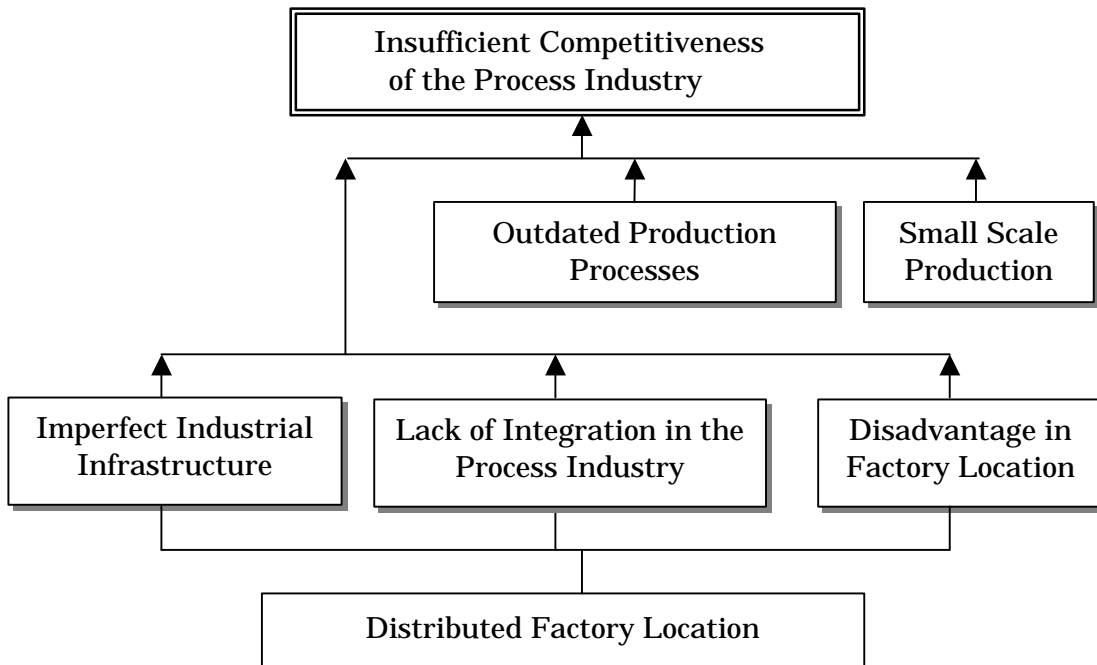 Insufficient Competitiveness
of the Process Industry
Outdated Production
Processes
Small Scale
Production
Imperfect Industrial
Infrastructure
Lack of Integration in the
Process Industry
Disadvantage in
Factory Location
Distributed Factory Location